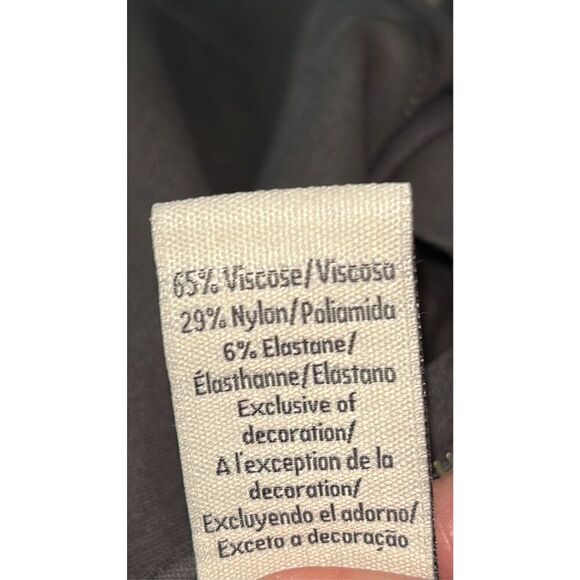 65% Viscose/Viscosa
29% Nylon/Poliamida
6% Elastane/
Élasthanne/Elastano
Exclusive of
decoration/
A l'exception de la
decoration/
Excluyendo el adorno/
Exceto a decoração